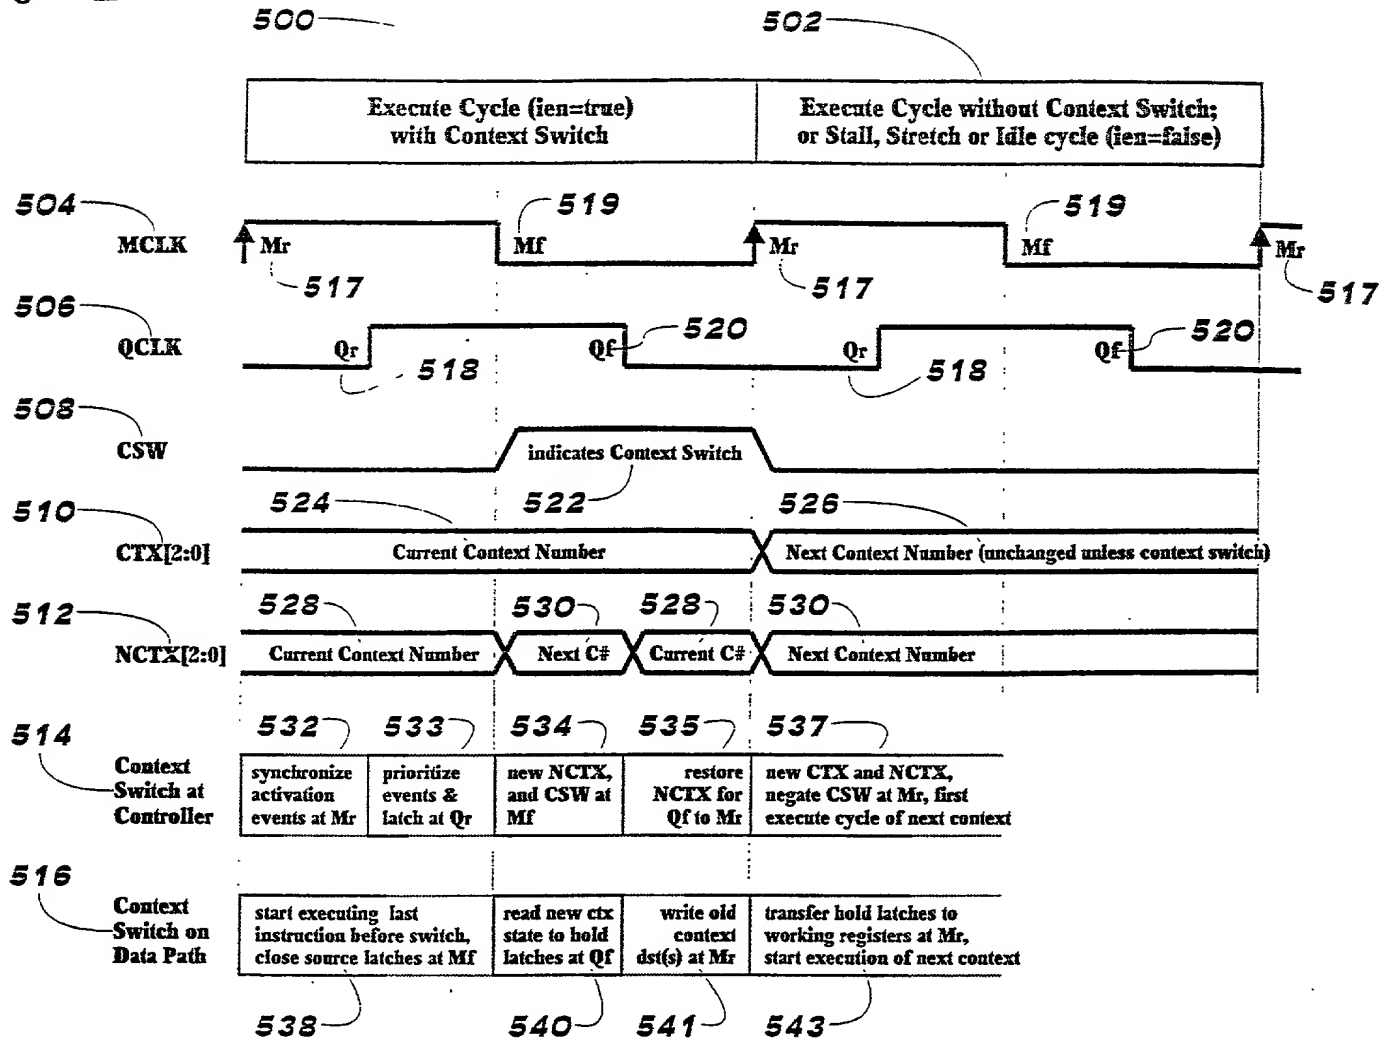 500
502
Execute Cycle (ien=true)
with Context Switch
Execute Cycle without Context Switch;
or Stall, Stretch or Idle cycle (ien=false)
504
MCLK
Mr
517
Mf
519
Mr
517
Mf
519
Mr
517
506
QCLK
Qr
518
Qf
520
Qr
518
Qf
520
508
CSW
indicates Context Switch
522
510
CTX[2:0]
524
Current Context Number
526
Next Context Number (unchanged unless context switch)
512
NCTX[2:0]
528
Current Context Number
530
Next C#
528
Current C#
530
Next Context Number
514
Context
Switch at
Controller
532
synchronize
activation
events at Mr
533
prioritize
events &
latch at Qr
534
new NCTX,
and CSW at
Mf
535
restore
NCTX for
Qf to Mr
537
new CTX and NCTX,
negate CSW at Mr, first
execute cycle of next context
516
Context
Switch on
Data Path
start executing last
instruction before switch,
close source latches at Mf
538
read new ctx
state to hold
latches at Qf
540
write old
context
dst(s) at Mr
541
transfer hold latches to
working registers at Mr,
start execution of next context
543